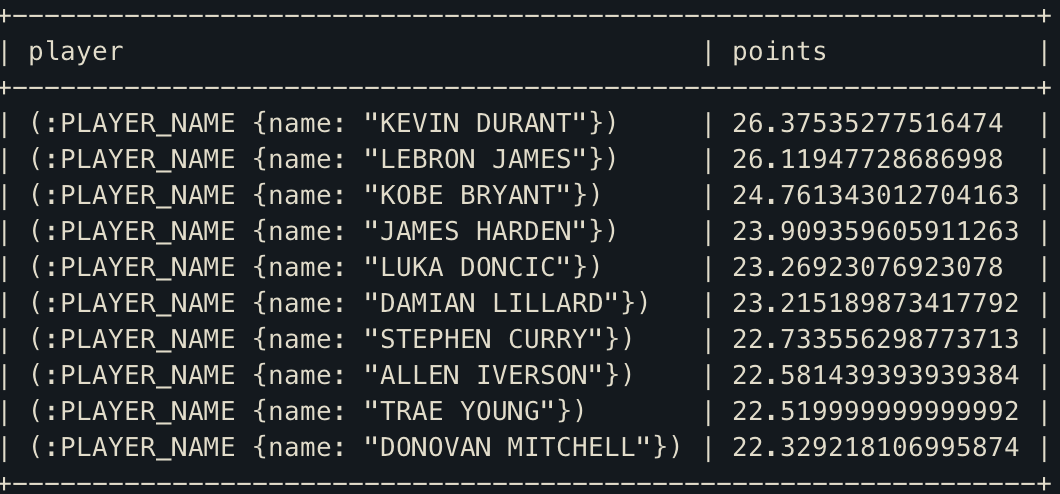 +-----------------------------------------------------------------+
| player                                     | points             |
+-----------------------------------------------------------------+
| (:PLAYER_NAME {name: "KEVIN DURANT"})      | 26.37535277516474  |
| (:PLAYER_NAME {name: "LEBRON JAMES"})      | 26.11947728686998  |
| (:PLAYER_NAME {name: "KOBE BRYANT"})       | 24.761343012704163 |
| (:PLAYER_NAME {name: "JAMES HARDEN"})      | 23.909359605911263 |
| (:PLAYER_NAME {name: "LUKA DONCIC"})       | 23.26923076923078  |
| (:PLAYER_NAME {name: "DAMIAN LILLARD"})    | 23.215189873417792 |
| (:PLAYER_NAME {name: "STEPHEN CURRY"})     | 22.733556298773713 |
| (:PLAYER_NAME {name: "ALLEN IVERSON"})     | 22.581439393939384 |
| (:PLAYER_NAME {name: "TRAE YOUNG"})        | 22.519999999999992 |
| (:PLAYER_NAME {name: "DONOVAN MITCHELL"}) | 22.329218106995874 |
+-----------------------------------------------------------------+